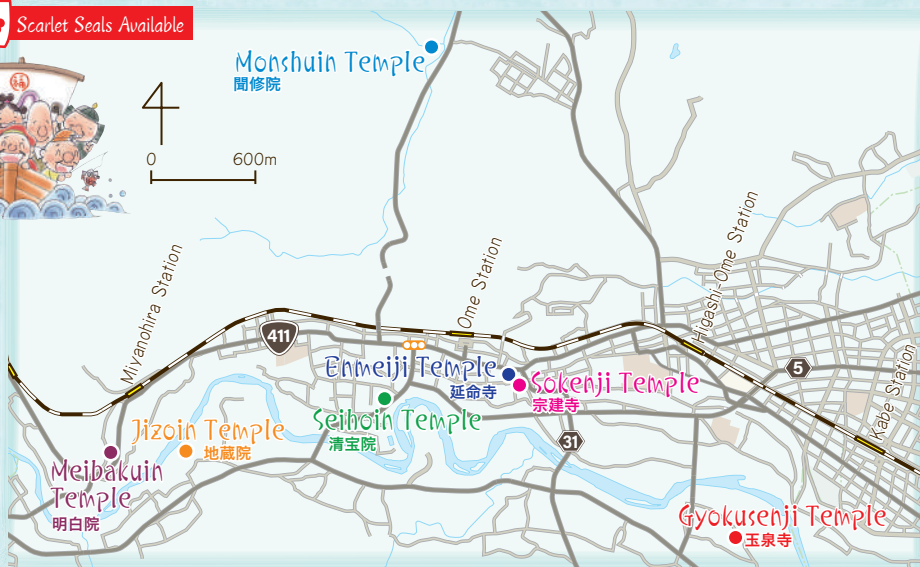 Scarlet Seals Available
福
Monshuin Temple
聞修院
0 600m
Miyanohira Station
Ome Station
Higashi-Ome Station
411
Enmeiji Temple
延命寺
Sokenji Temple
宗建寺
5
Kabe Station
Seihoin Temple
清宝院
Jizoin Temple
地蔵院
31
Meibakuin
Temple
明白院
Gyokusenji Temple
玉泉寺